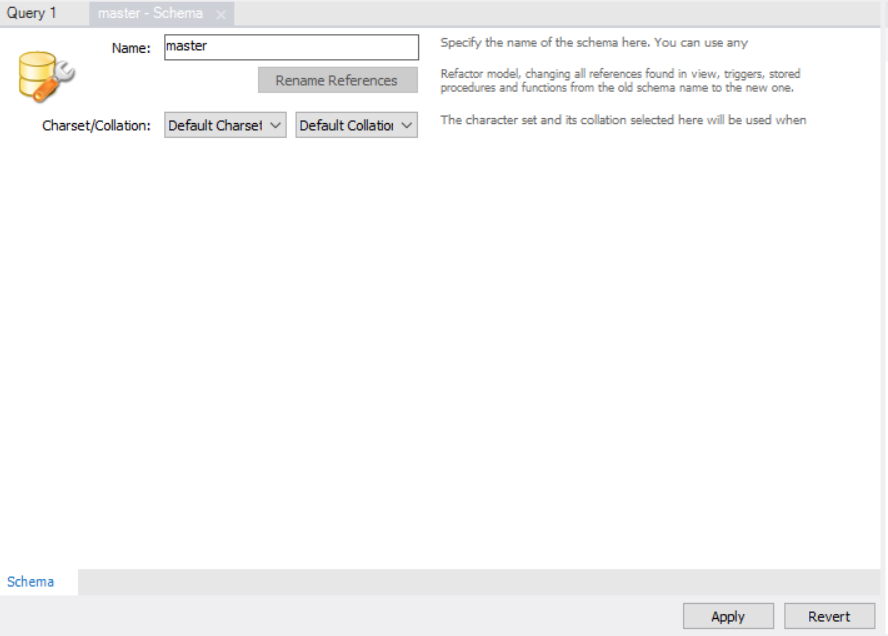 Query 1
master - Schema
Name:
master
Specify the name of the schema here. You can use any
Rename References
Refactor model, changing all references found in view, triggers, stored
procedures and functions from the old schema name to the new one.
Charset/Collation:
Default Charset
Default Collation
The character set and its collation selected here will be used when
Schema
Apply
Revert